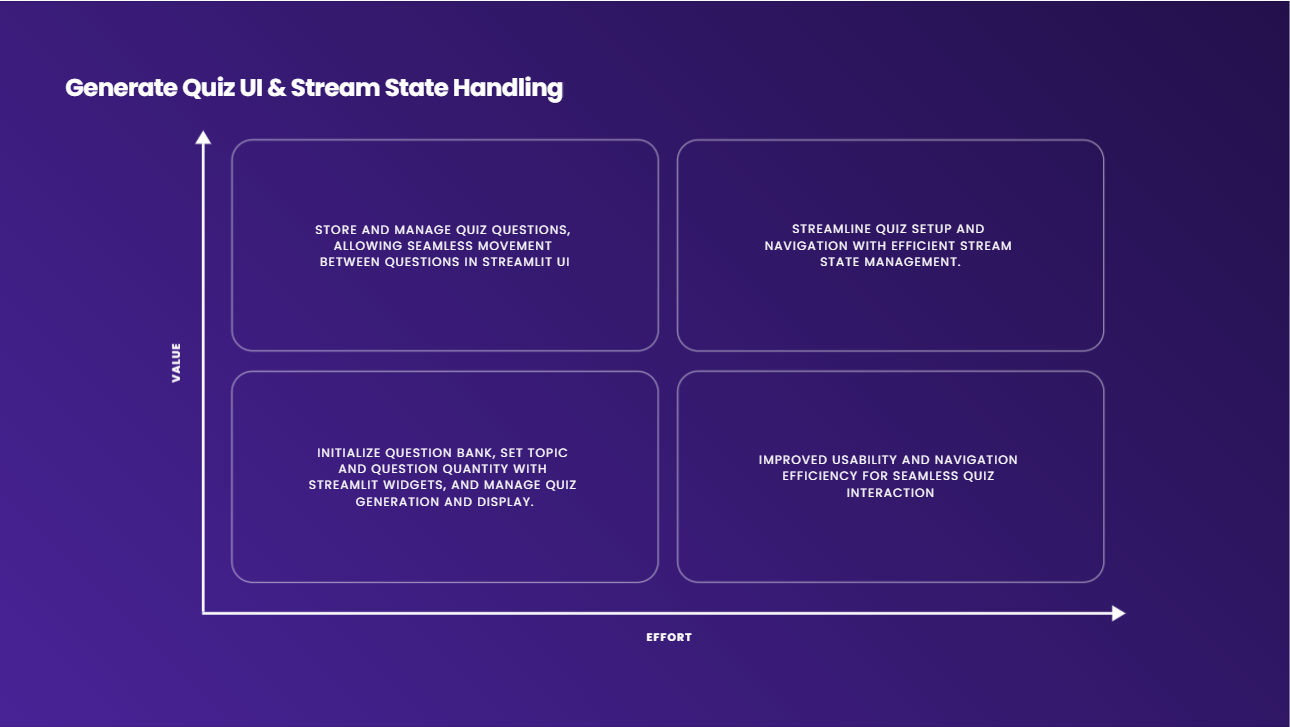 Generate Quiz UI & Stream State Handling
STORE AND MANAGE QUIZ QUESTIONS,
ALLOWING SEAMLESS MOVEMENT
BETWEEN QUESTIONS IN STREAMLIT UI
STREAMLINE QUIZ SETUP AND
NAVIGATION WITH EFFICIENT STREAM
STATE MANAGEMENT.
VALUE
INITIALIZE QUESTION BANK, SET TOPIC
AND QUESTION QUANTITY WITH
STREAMLIT WIDGETS, AND MANAGE QUIZ
GENERATION AND DISPLAY.
IMPROVED USABILITY AND NAVIGATION
EFFICIENCY FOR SEAMLESS QUIZ
INTERACTION
EFFORT